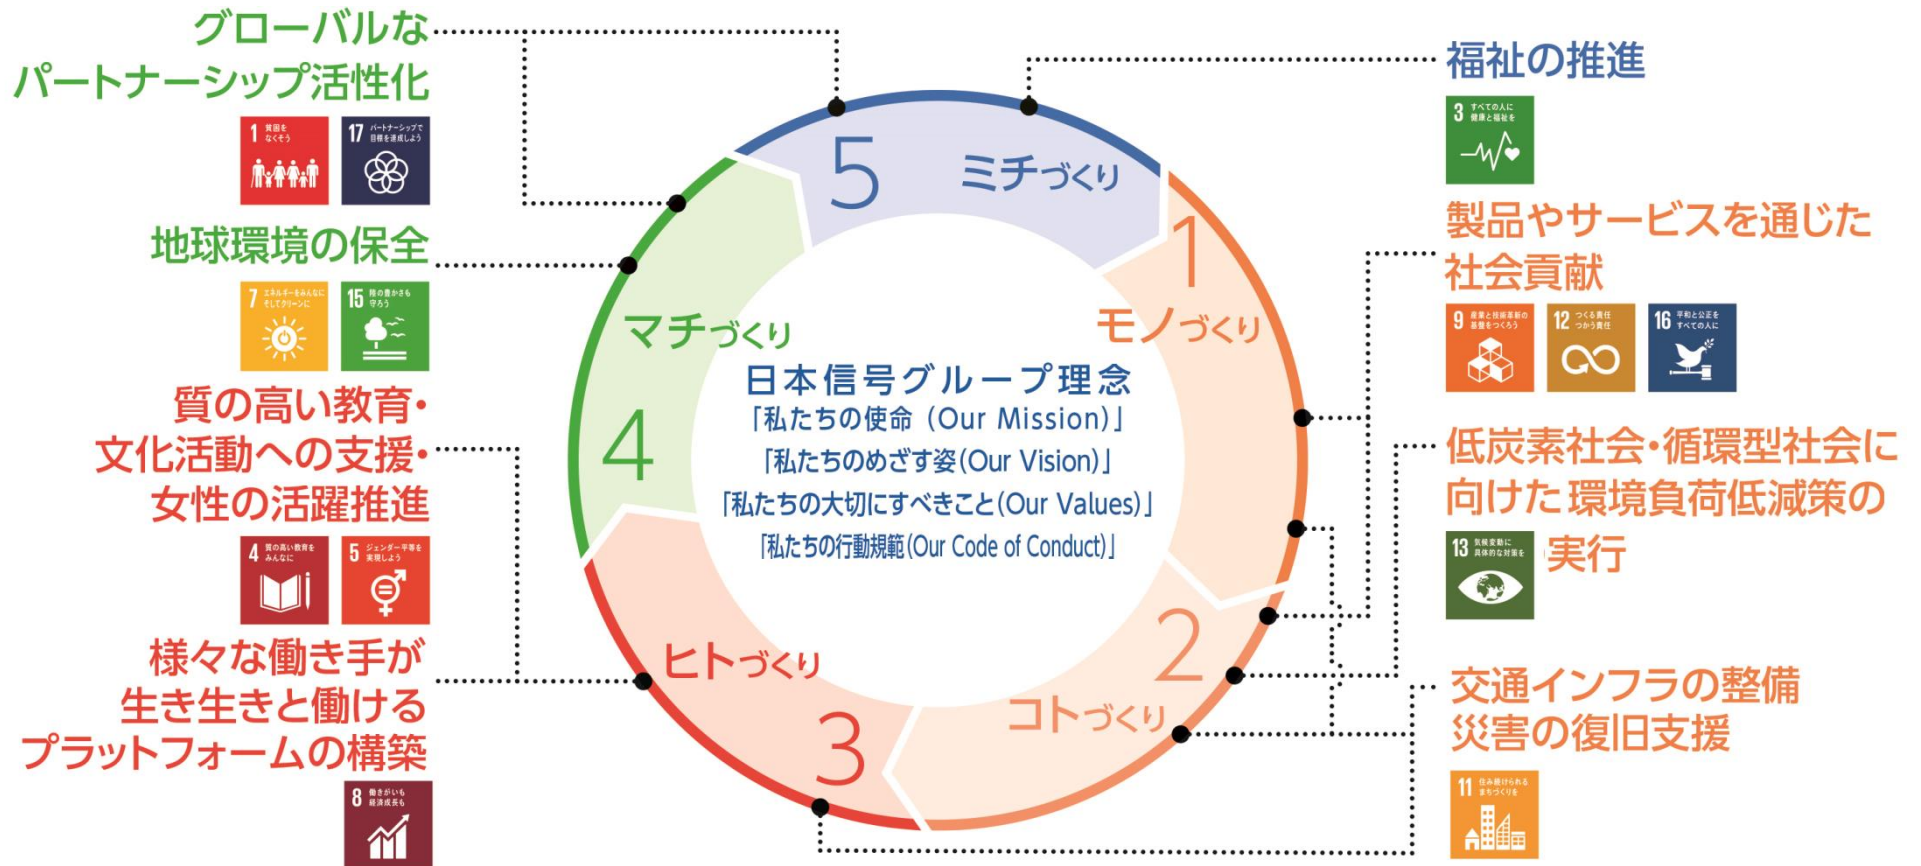 グローバルな
パートナーシップ活性化
1 貧困を
なくそう
17 パートナーシップで
目標を達成しよう
地球環境の保全
7 エネルギーをみんなに
そしてクリーンに
15 陸の豊かさも
守ろう
質の高い教育・
文化活動への支援・
女性の活躍推進
4 質の高い教育を
みんなに
5 ジェンダー平等を
実現しよう
様々な働き手が
生き生きと働ける
プラットフォームの構築
8 働きがいも
経済成長も
5 ミチづくり
1
モノづくり
マチづくり
4
日本信号グループ理念
「私たちの使命 (Our Mission)」
「私たちのめざす姿(Our Vision)」
「私たちの大切にすべきこと(Our Values)」
「私たちの行動規範(Our Code of Conduct)」
2
コトづくり
ヒトづくり
3
福祉の推進
3 すべての人に
健康と福祉を
製品やサービスを通じた
社会貢献
9 産業と技術革新の
基盤をつくろう
12 つくる責任
つかう責任
16 平和と公正を
すべての人に
低炭素社会・循環型社会に
向けた環境負荷低減策の
実行
13 気候変動に
具体的な対策を
交通インフラの整備
災害の復旧支援
11 住み続けられる
まちづくりを